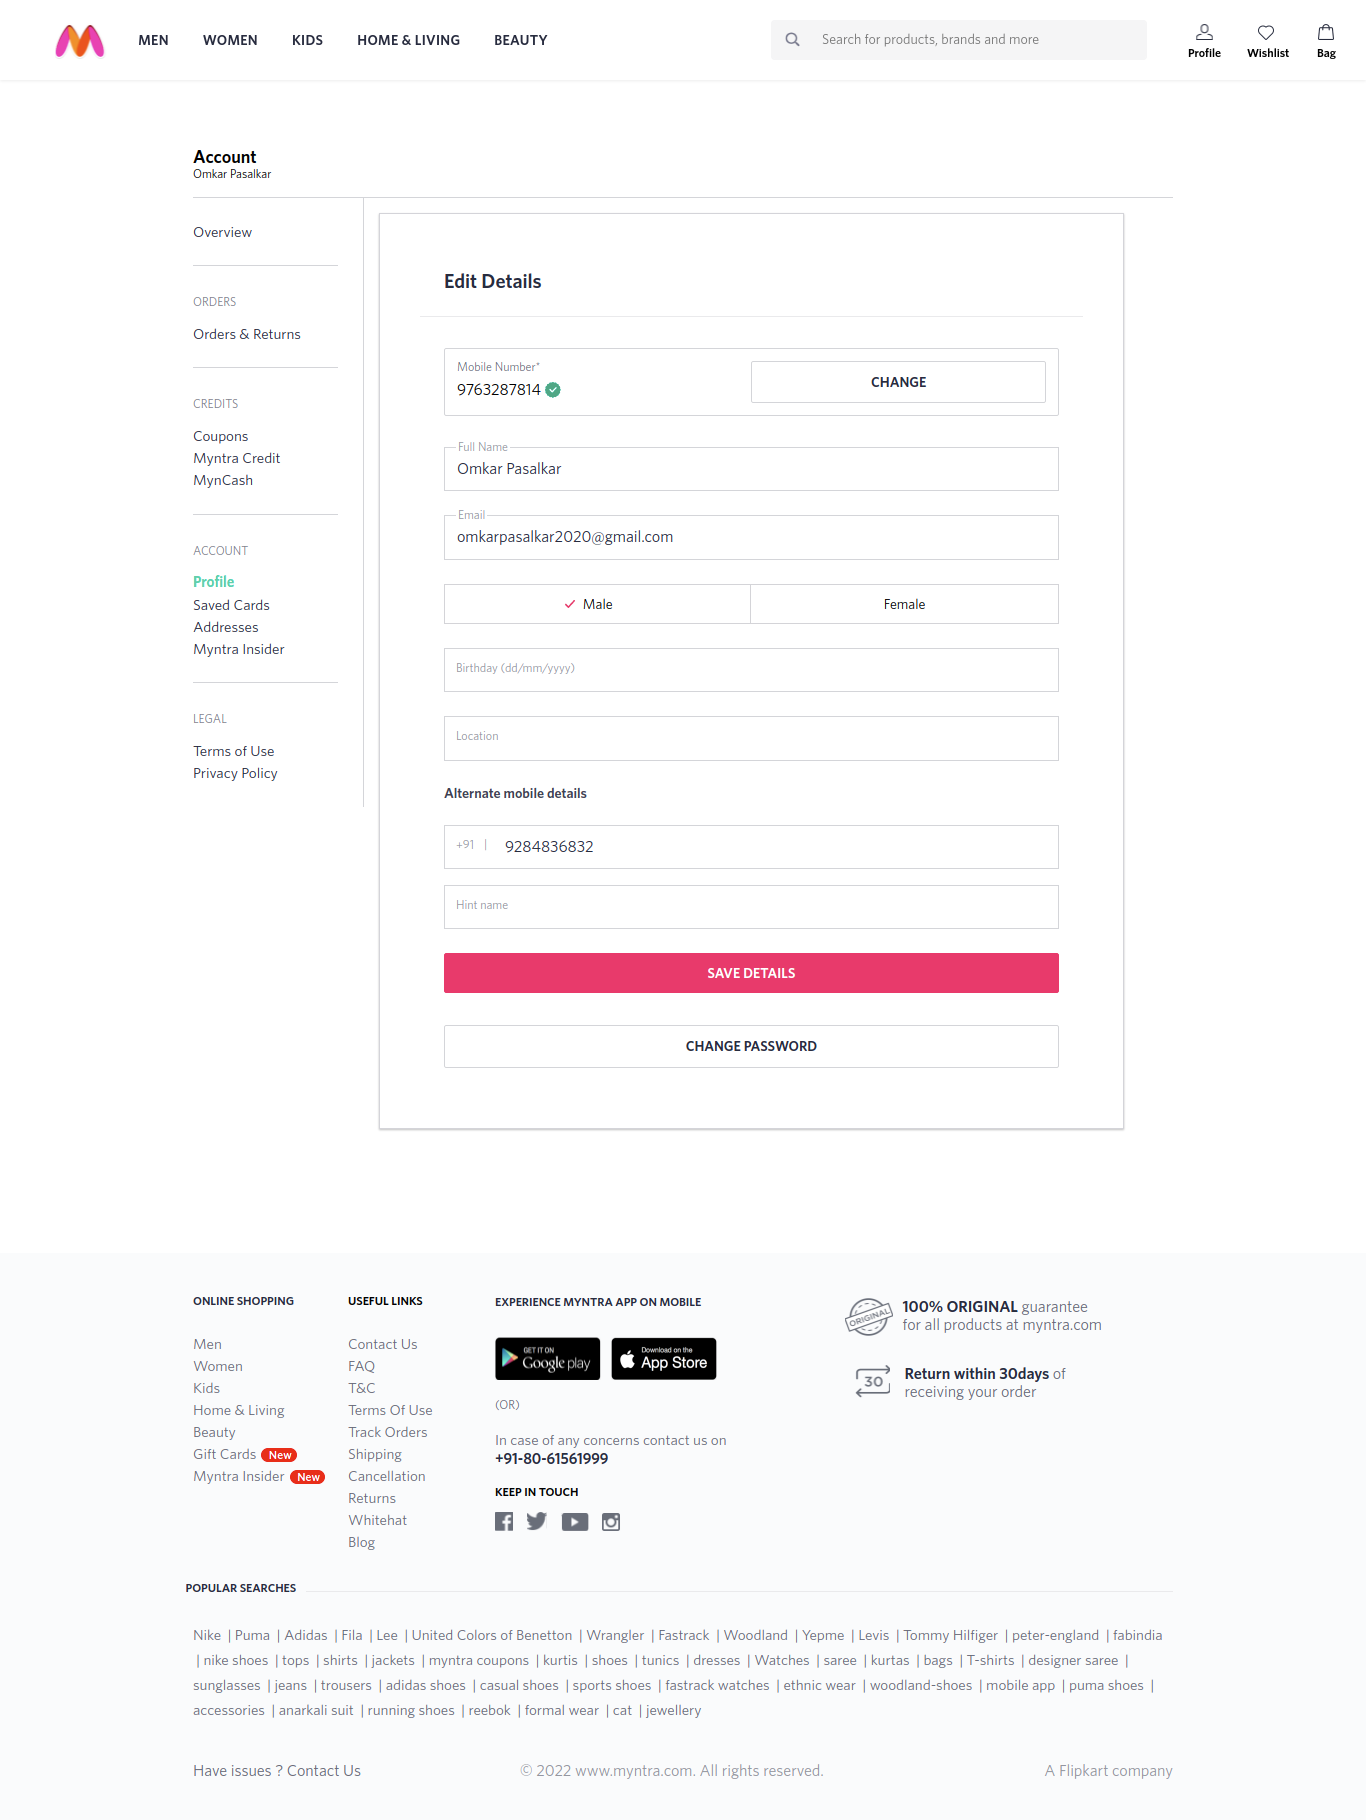 MEN WOMEN KIDS HOME & LIVING BEAUTY Search for products, brands and more Profile Wishlist Bag
Account
Omkar Pasalkar
Overview
ORDERS
Orders & Returns
CREDITS
Coupons
Myntra Credit
MynCash
ACCOUNT
Profile
Saved Cards
Addresses
Myntra Insider
LEGAL
Terms of Use
Privacy Policy
Edit Details
Mobile Number*
9763287814
CHANGE
Full Name
Omkar Pasalkar
Email
omkarpasalkar2020@gmail.com
Male Female
Birthday (dd/mm/yyyy)
Location
Alternate mobile details
+91 | 9284836832
Hint name
SAVE DETAILS
CHANGE PASSWORD
ONLINE SHOPPING
Men
Women
Kids
Home & Living
Beauty
Gift Cards New
Myntra Insider New
USEFUL LINKS
Contact Us
FAQ
T&C
Terms Of Use
Track Orders
Shipping
Cancellation
Returns
Whitehat
Blog
EXPERIENCE MYNTRA APP ON MOBILE
GET IT ON
Google play
Download on the
App Store
(OR)
In case of any concerns contact us on
+91-80-61561999
KEEP IN TOUCH
ORIGINAL
100% ORIGINAL guarantee
for all products at myntra.com
30
Return within 30days of
receiving your order
POPULAR SEARCHES
Nike | Puma | Adidas | Fila | Lee | United Colors of Benetton | Wrangler | Fastrack | Woodland | Yepme | Levis | Tommy Hilfiger | peter-england | fabindia
| nike shoes | tops | shirts | jackets | myntra coupons | kurtis | shoes | tunics | dresses | Watches | saree | kurtas | bags | T-shirts | designer saree |
sunglasses | jeans | trousers | adidas shoes | casual shoes | sports shoes | fastrack watches | ethnic wear | woodland-shoes | mobile app | puma shoes |
accessories | anarkali suit | running shoes | reebok | formal wear | cat | jewellery
Have issues ? Contact Us © 2022 www.myntra.com. All rights reserved. A Flipkart company